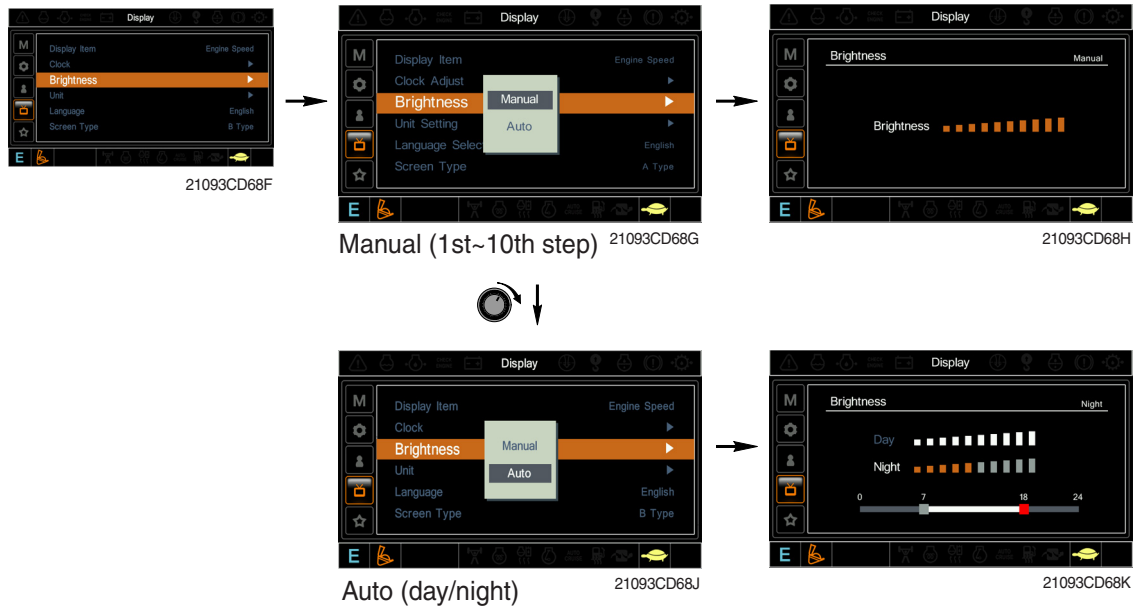 Display
M
Display Item Engine Speed
Clock
Brightness
Unit
Language English
Screen Type B Type
E
21093CD68F
Display
M
Display Item Engine Speed
Clock Adjust
Brightness
Unit Setting
Language Selec
English
Screen Type A Type
Manual
Auto
E
Manual (1st~10th step) 21093CD68G
Display
M
Brightness Manual
Brightness
E
21093CD68H
Display
M
Display Item Engine Speed
Clock
Brightness
Unit
Language English
Screen Type B Type
Manual
Auto
E
Auto (day/night) 21093CD68J
Display
M
Brightness Night
Day
Night
0 7 18 24
E
21093CD68K